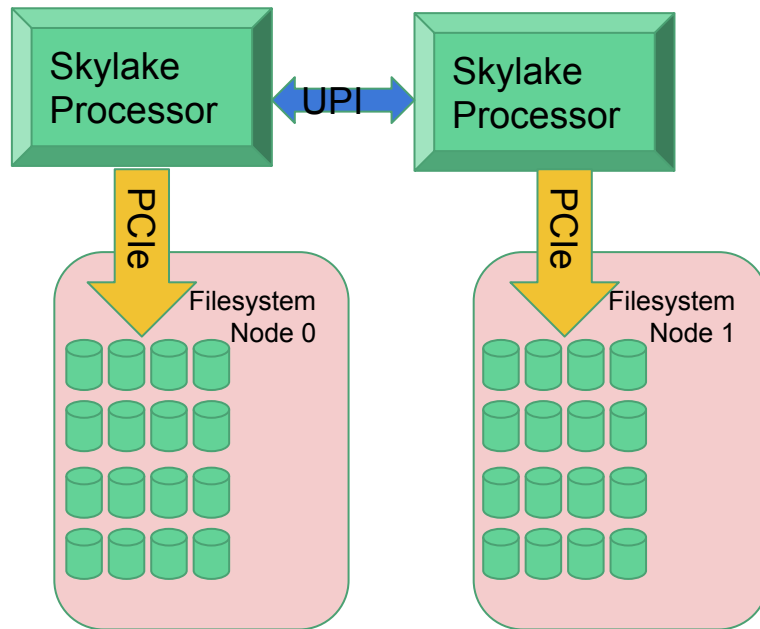 Skylake
Processor
UPI
Skylake
Processor
PCIe
PCIe
Filesystem
Node 0
Filesystem
Node 1